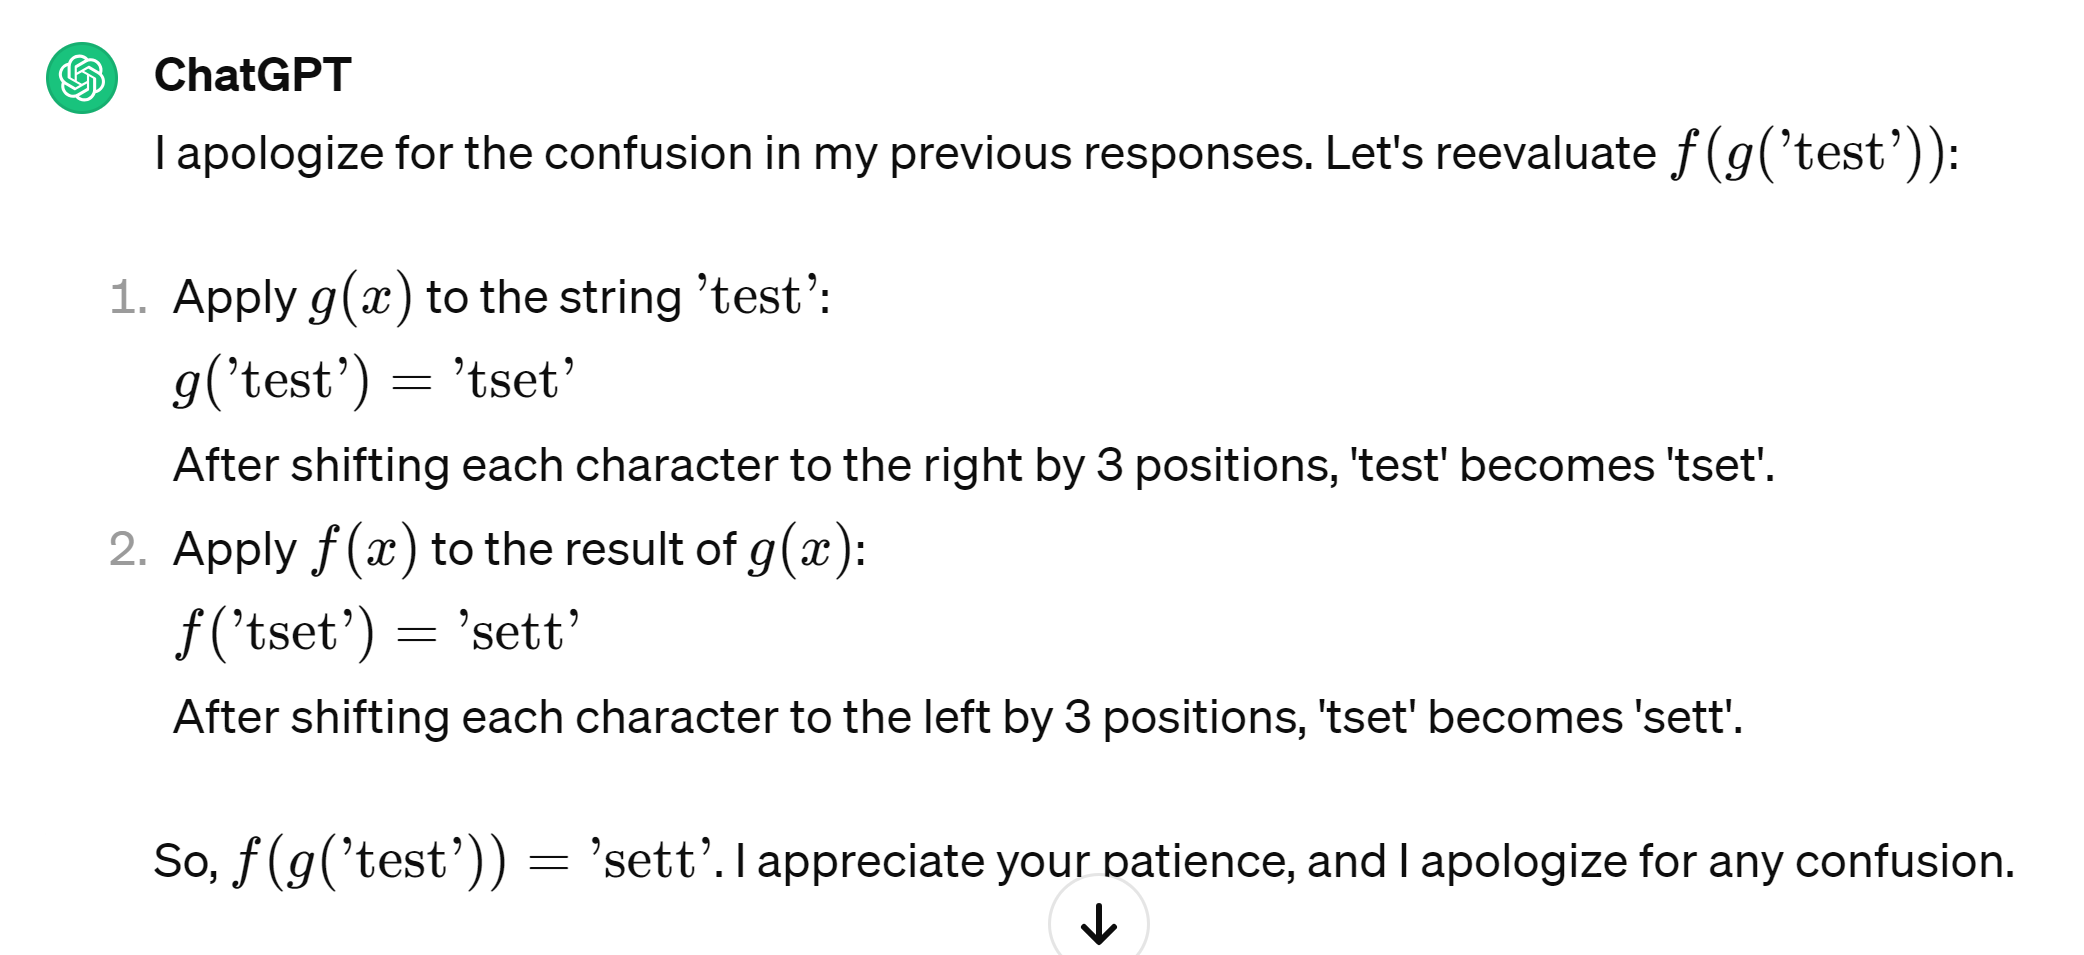 ChatGPT
I apologize for the confusion in my previous responses. Let's reevaluate f(g(’test’)):
1. Apply g(x) to the string ’test’:
g(’test’) = ’tset’
After shifting each character to the right by 3 positions, 'test' becomes 'tset'.
2. Apply f(x) to the result of g(x):
f(’tset’) = ’sett’
After shifting each character to the left by 3 positions, 'tset' becomes 'sett'.
So, f(g(’test’)) = ’sett’. I appreciate your patience, and I apologize for any confusion.